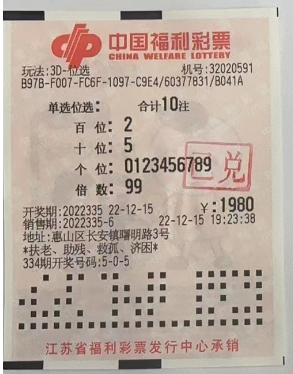 中国福利彩票
CHINA WELFARE LOTTERY
玩法:3D-位选 机号:32020591
B97B-F007-FC6F-1097-C9E4/60377831/B041A
单选位选: 合计10注
百 位: 2
十 位: 5
个 位: 0123456789
倍 数: 99
已兑
开奖期:2022335 22-12-15 ¥:1980
销售期:2022335-6 22-12-15 19:23:38
地址:惠山区长安镇曙明路3号
*扶老、助残、救孤、济困*
334期开奖号码:5-0-5
江苏省福利彩票发行中心承销